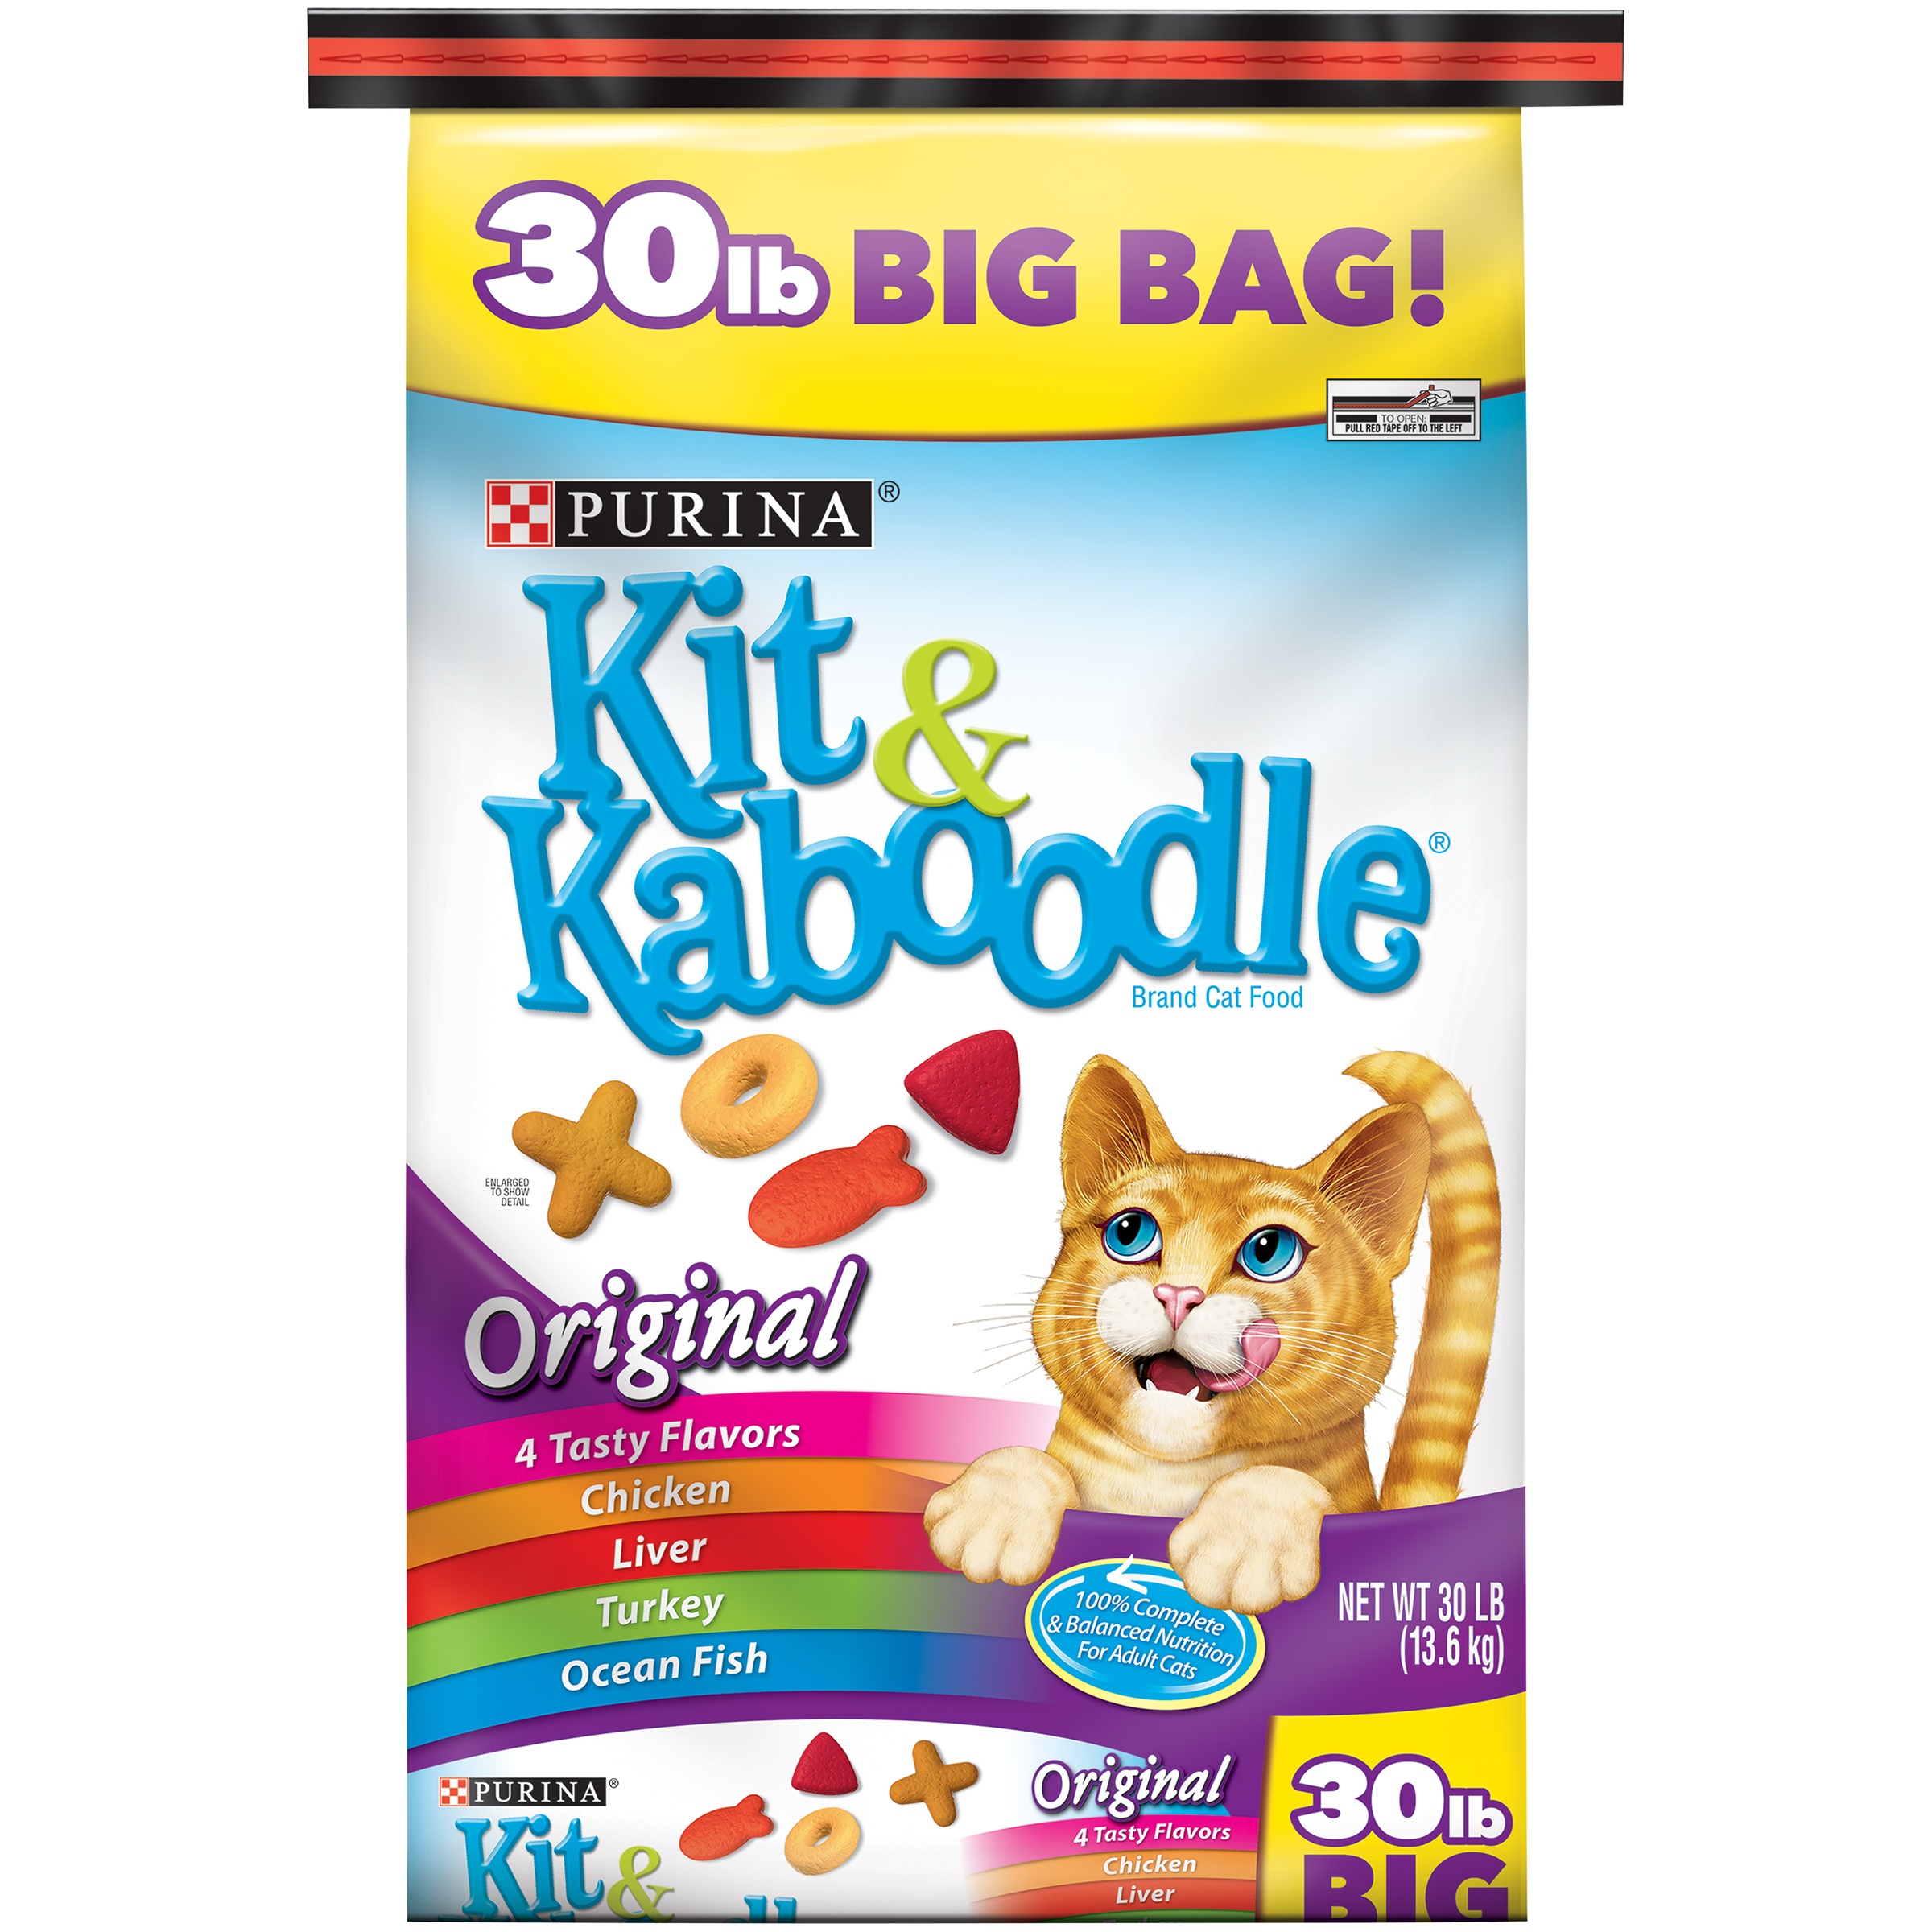 30lb BIG BAG!
TO OPEN:
PULL RED TAPE OFF TO THE LEFT
PURINA®
Kit &
Kaboodle®
Brand Cat Food
ENLARGED
TO SHOW
DETAIL
Original
4 Tasty Flavors
Chicken
Liver
Turkey
Ocean Fish
100% Complete
& Balanced Nutrition
For Adult Cats
NET WT 30 LB
(13.6 kg)
PURINA®
Kit &
Original
4 Tasty Flavors
Chicken
Liver
30lb
BIG